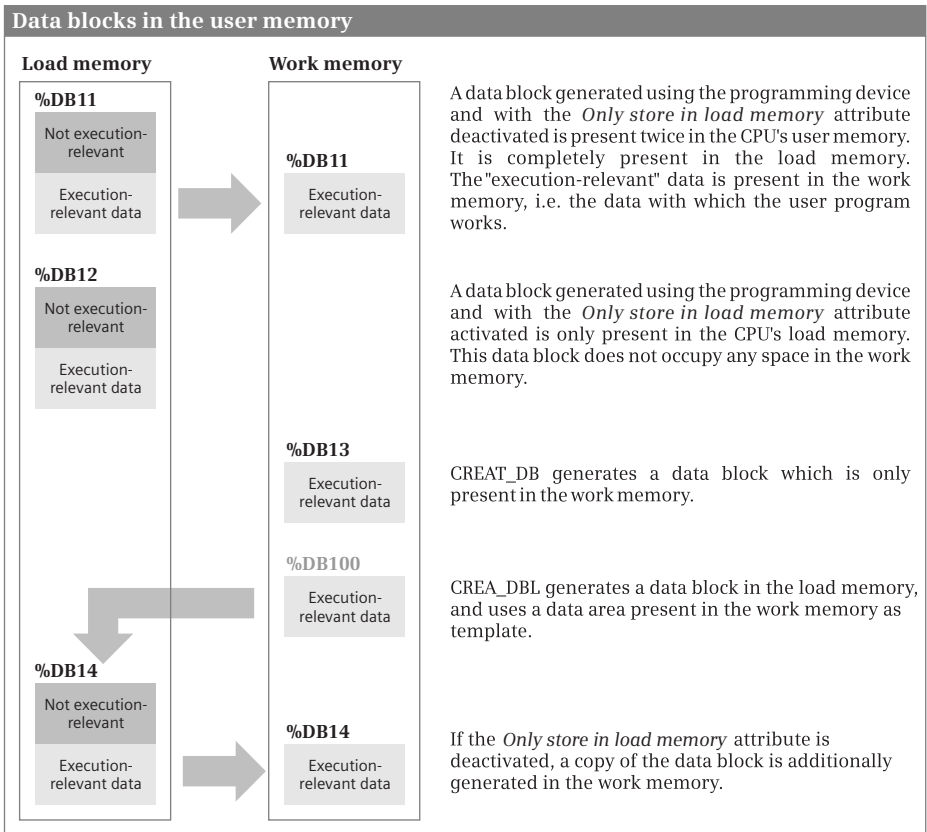 Data blocks in the user memory
Load memory
Work memory
%DB11
Not execution-
relevant
Execution-
relevant data
%DB11
Execution-
relevant data
A data block generated using the programming device
and with the Only store in load memory attribute
deactivated is present twice in the CPU's user memory.
It is completely present in the load memory.
The "execution-relevant" data is present in the work
memory, i.e. the data with which the user program
works.
%DB12
Not execution-
relevant
Execution-
relevant data
A data block generated using the programming device
and with the Only store in load memory attribute
activated is only present in the CPU's load memory.
This data block does not occupy any space in the work
memory.
%DB13
Execution-
relevant data
CREAT_DB generates a data block which is only
present in the work memory.
%DB100
Execution-
relevant data
CREA_DBL generates a data block in the load memory,
and uses a data area present in the work memory as
template.
%DB14
Not execution-
relevant
Execution-
relevant data
%DB14
Execution-
relevant data
If the Only store in load memory attribute is
deactivated, a copy of the data block is additionally
generated in the work memory.